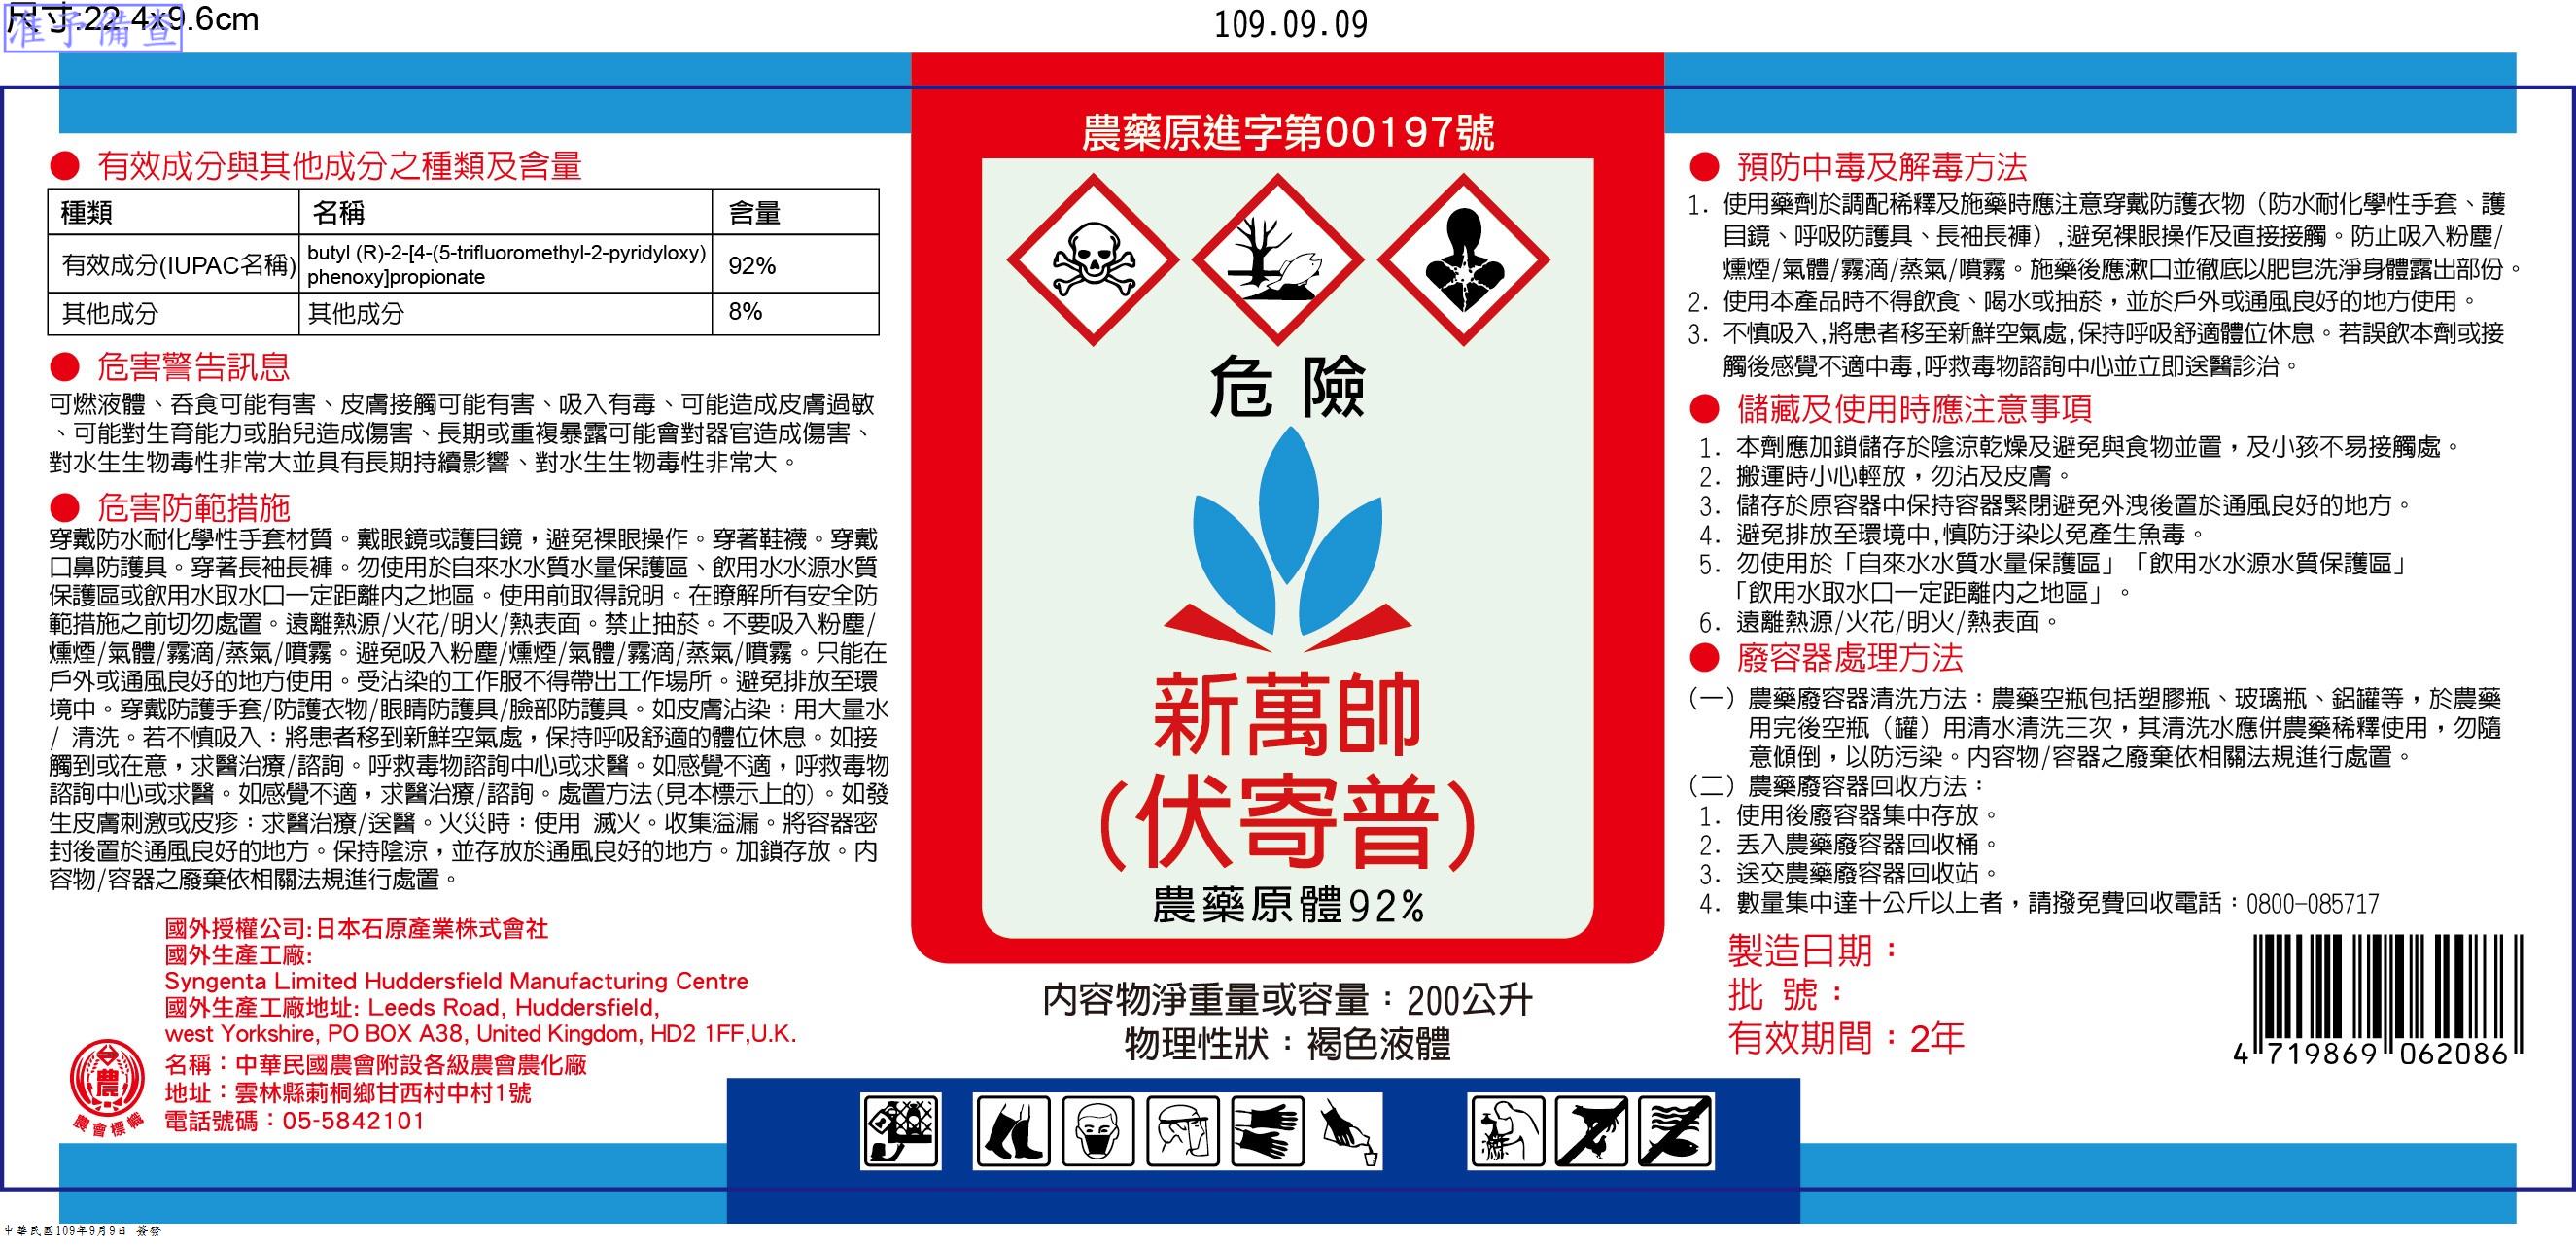 尺寸:22.4x9.6cm
准予備查
109.09.09
● 有效成分與其他成分之種類及含量
種類 名稱 含量
有效成分(IUPAC名稱) butyl (R)-2-[4-(5-trifluoromethyl-2-pyridyloxy) 92%
phenoxy]propionate
其他成分 其他成分 8%
● 危害警告訊息
可燃液體、吞食可能有害、皮膚接觸可能有害、吸入有毒、可能造成皮膚過敏
、可能對生育能力或胎兒造成傷害、長期或重複暴露可能會對器官造成傷害、
對水生生物毒性非常大並具有長期持續影響、對水生生物毒性非常大。
● 危害防範措施
穿戴防水耐化學性手套材質。戴眼鏡或護目鏡，避免裸眼操作。穿著鞋襪。穿戴
口鼻防護具。穿著長袖長褲。勿使用於自來水水質水量保護區、飲用水水源水質
保護區或飲用水取水口一定距離內之地區。使用前取得說明。在瞭解所有安全防
範措施之前切勿處置。遠離熱源/火花/明火/熱表面。禁止抽菸。不要吸入粉塵/
燻煙/氣體/霧滴/蒸氣/噴霧。避免吸入粉塵/燻煙/氣體/霧滴/蒸氣/噴霧。只能在
戶外或通風良好的地方使用。受沾染的工作服不得帶出工作場所。避免排放至環
境中。穿戴防護手套/防護衣物/眼睛防護具/臉部防護具。如皮膚沾染：用大量水
/ 清洗。若不慎吸入：將患者移到新鮮空氣處，保持呼吸舒適的體位休息。如接
觸到或在意，求醫治療/諮詢。呼救毒物諮詢中心或求醫。如感覺不適，呼救毒物
諮詢中心或求醫。如感覺不適，求醫治療/諮詢。處置方法(見本標示上的)。如發
生皮膚刺激或皮疹：求醫治療/送醫。火災時：使用 滅火。收集溢漏。將容器密
封後置於通風良好的地方。保持陰涼，並存放於通風良好的地方。加鎖存放。內
容物/容器之廢棄依相關法規進行處置。
國外授權公司:日本石原產業株式會社
國外生產工廠:
Syngenta Limited Huddersfield Manufacturing Centre
國外生產工廠地址: Leeds Road, Huddersfield,
west Yorkshire, PO BOX A38, United Kingdom, HD2 1FF,U.K.
名稱：中華民國農會附設各級農會農化廠
地址：雲林縣莿桐鄉甘西村中村1號
電話號碼：05-5842101
農
農會標幟
農藥原進字第00197號
危險
新萬帥
(伏寄普)
農藥原體92%
內容物淨重量或容量：200公升
物理性狀：褐色液體
● 預防中毒及解毒方法
1. 使用藥劑於調配稀釋及施藥時應注意穿戴防護衣物（防水耐化學性手套、護
目鏡、呼吸防護具、長袖長褲）,避免裸眼操作及直接接觸。防止吸入粉塵/
燻煙/氣體/霧滴/蒸氣/噴霧。施藥後應漱口並徹底以肥皂洗淨身體露出部份。
2. 使用本產品時不得飲食、喝水或抽菸，並於戶外或通風良好的地方使用。
3. 不慎吸入,將患者移至新鮮空氣處,保持呼吸舒適體位休息。若誤飲本劑或接
觸後感覺不適中毒,呼救毒物諮詢中心並立即送醫診治。
● 儲藏及使用時應注意事項
1. 本劑應加鎖儲存於陰涼乾燥及避免與食物並置，及小孩不易接觸處。
2. 搬運時小心輕放，勿沾及皮膚。
3. 儲存於原容器中保持容器緊閉避免外洩後置於通風良好的地方。
4. 避免排放至環境中,慎防汙染以免產生魚毒。
5. 勿使用於「自來水水質水量保護區」「飲用水水源水質保護區」
「飲用水取水口一定距離內之地區」。
6. 遠離熱源/火花/明火/熱表面。
● 廢容器處理方法
（一）農藥廢容器清洗方法：農藥空瓶包括塑膠瓶、玻璃瓶、鋁罐等，於農藥
用完後空瓶（罐）用清水清洗三次，其清洗水應併農藥稀釋使用，勿隨
意傾倒，以防污染。內容物/容器之廢棄依相關法規進行處置。
（二）農藥廢容器回收方法：
1. 使用後廢容器集中存放。
2. 丟入農藥廢容器回收桶。
3. 送交農藥廢容器回收站。
4. 數量集中達十公斤以上者，請撥免費回收電話：0800-085717
製造日期：
批 號：
有效期間：2年
4 719869 062086
中華民國109年9月9日 簽發